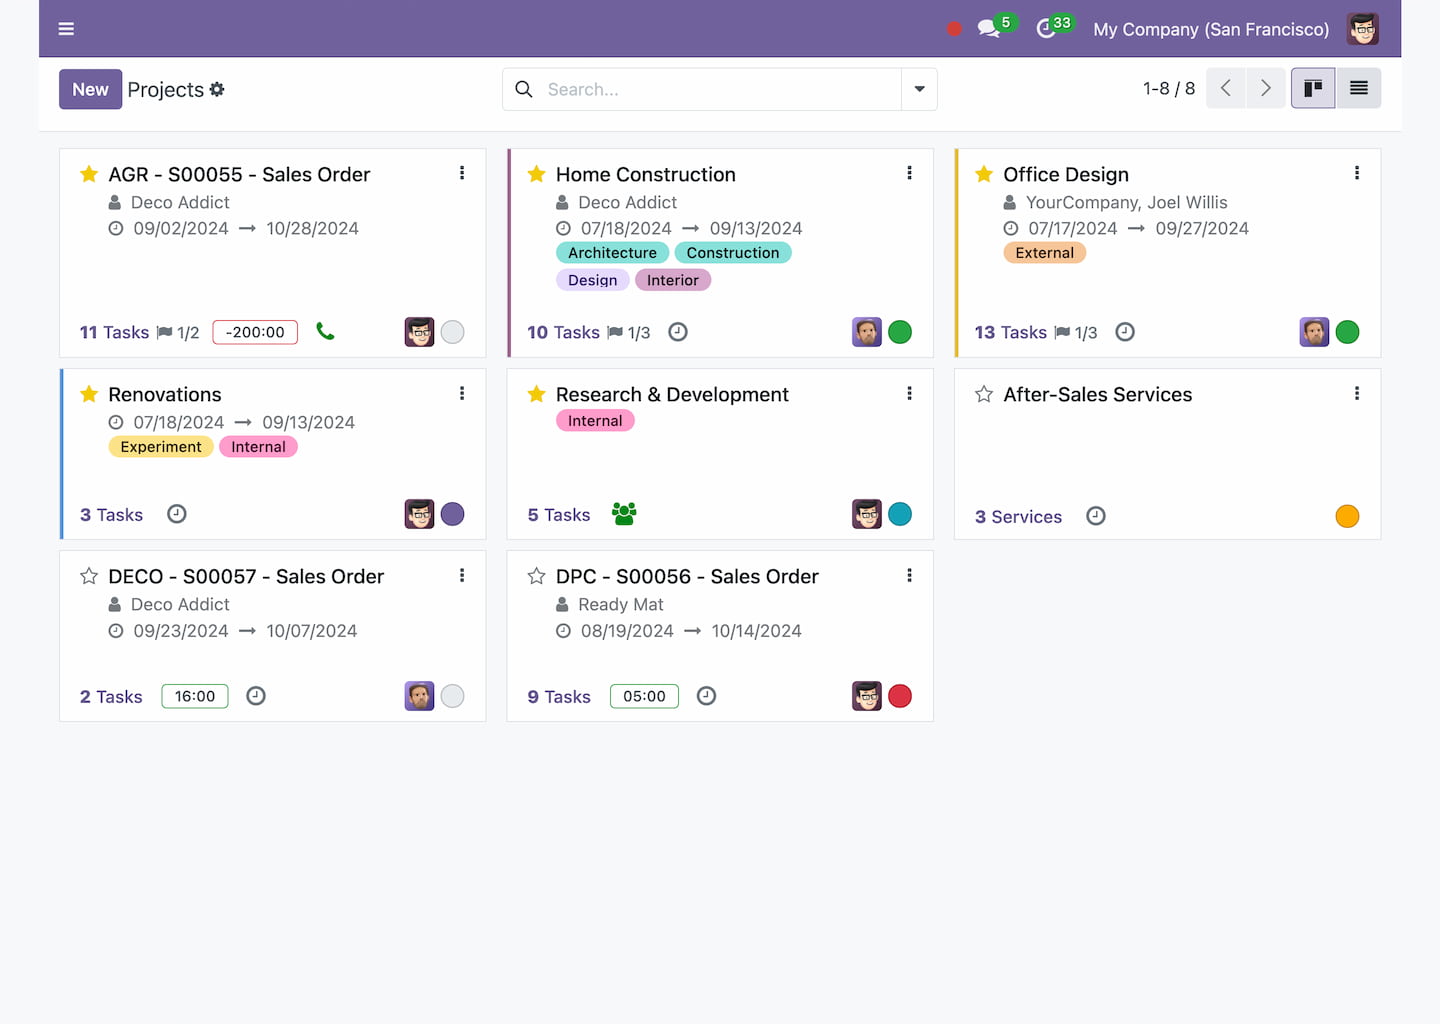 5
33
My Company (San Francisco)
New
Projects
Search...
1-8 / 8
AGR - S00055 - Sales Order
Deco Addict
09/02/2024 → 10/28/2024
11 Tasks 1/2 -200:00
Home Construction
Deco Addict
07/18/2024 → 09/13/2024
Architecture Construction
Design Interior
10 Tasks 1/3
Office Design
YourCompany, Joel Willis
07/17/2024 → 09/27/2024
External
13 Tasks 1/3
Renovations
07/18/2024 → 09/13/2024
Experiment Internal
3 Tasks
Research & Development
Internal
5 Tasks
After-Sales Services
3 Services
DECO - S00057 - Sales Order
Deco Addict
09/23/2024 → 10/07/2024
2 Tasks 16:00
DPC - S00056 - Sales Order
Ready Mat
08/19/2024 → 10/14/2024
9 Tasks 05:00